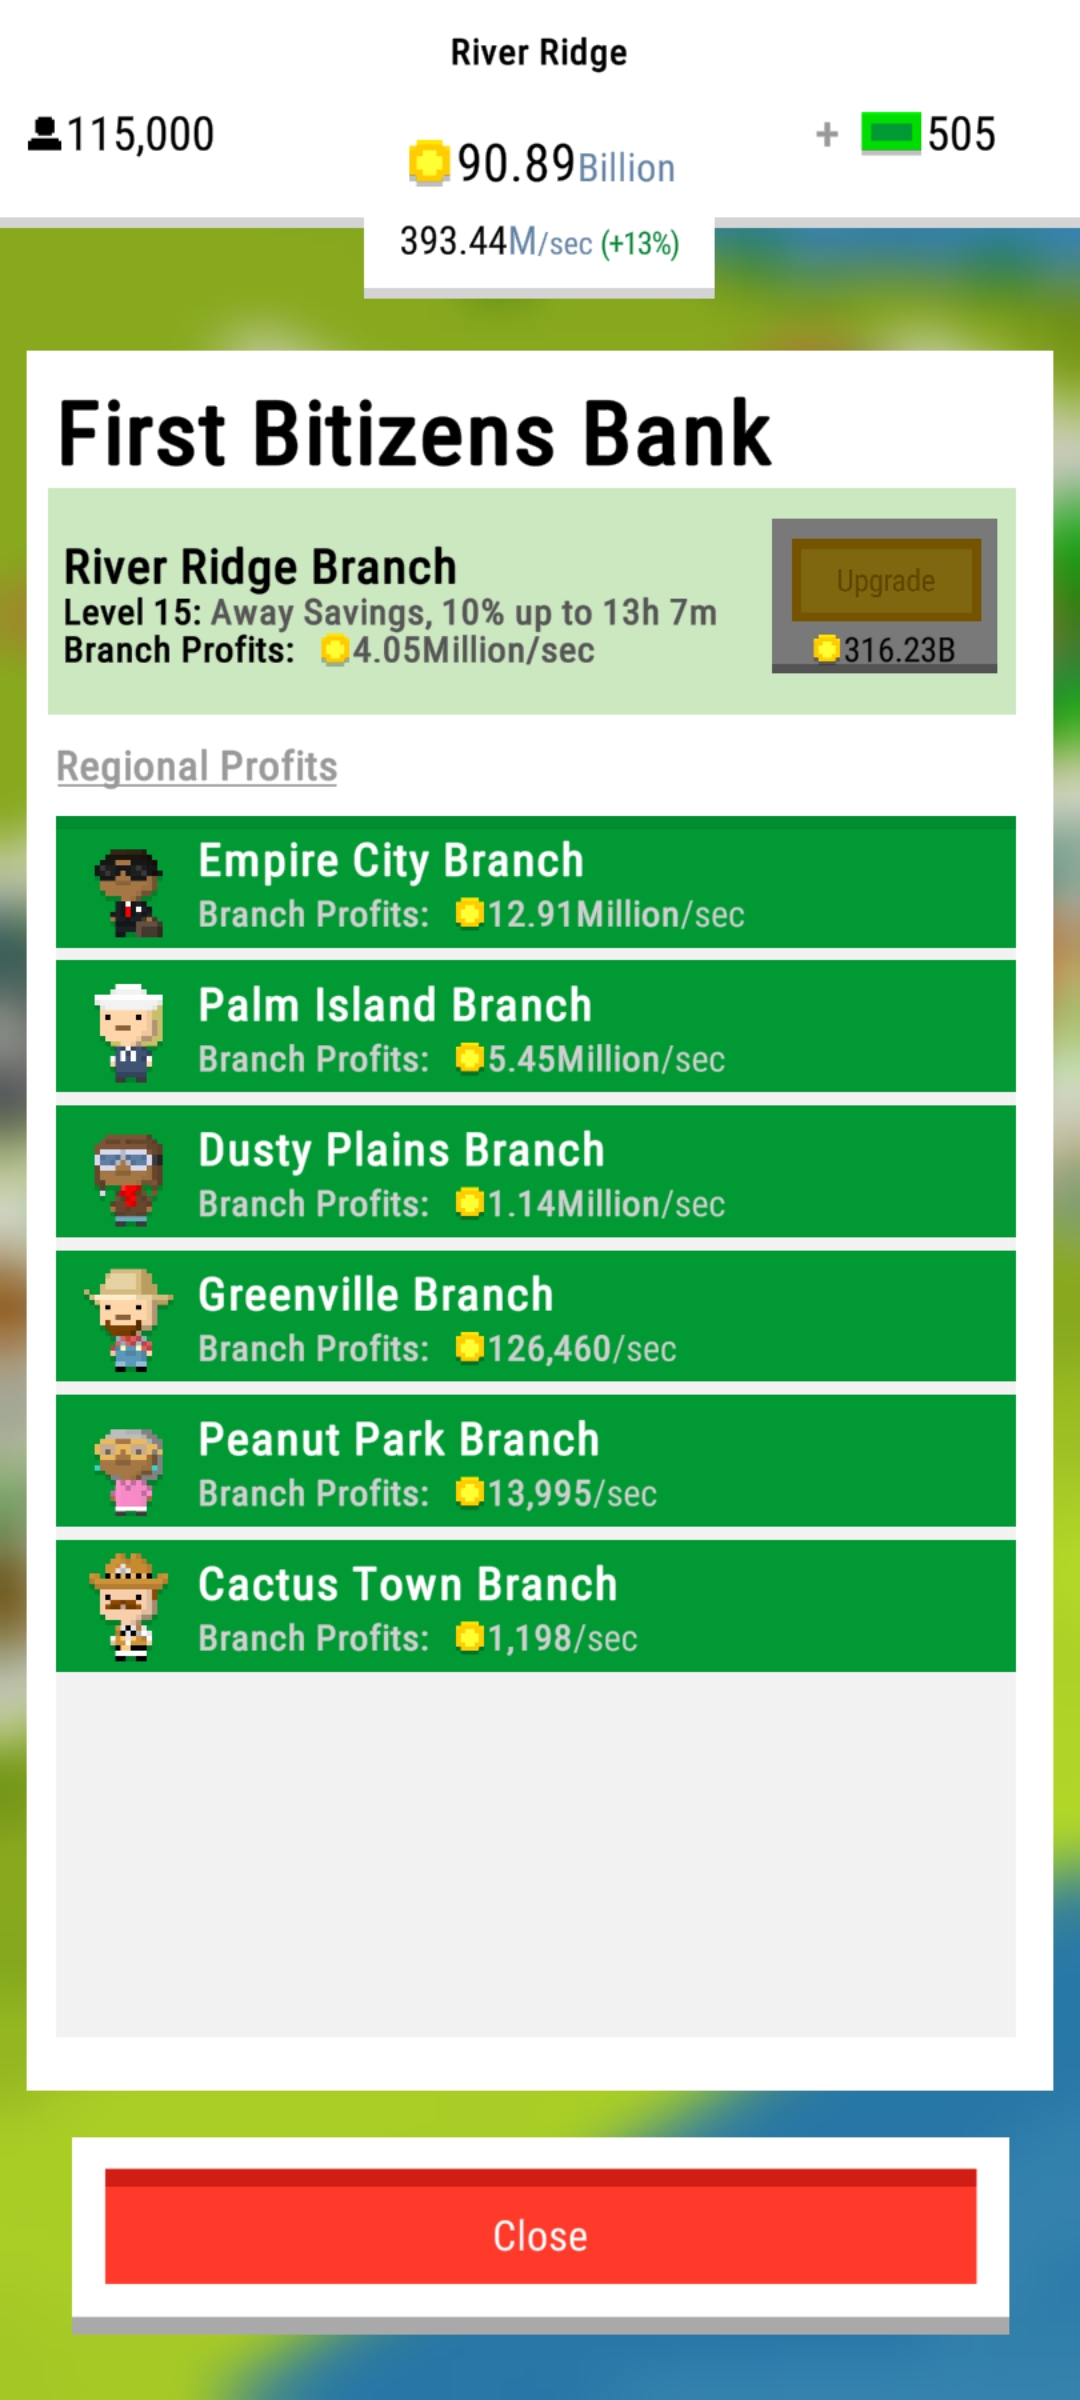 River Ridge
115,000
90.89Billion
+ 505
393.44M/sec (+13%)
First Bitizens Bank
River Ridge Branch
Level 15: Away Savings, 10% up to 13h 7m
Branch Profits: 4.05Million/sec
Upgrade
316.23B
Regional Profits
Empire City Branch
Branch Profits: 12.91Million/sec
Palm Island Branch
Branch Profits: 5.45Million/sec
Dusty Plains Branch
Branch Profits: 1.14Million/sec
Greenville Branch
Branch Profits: 126,460/sec
Peanut Park Branch
Branch Profits: 13,995/sec
Cactus Town Branch
Branch Profits: 1,198/sec
Close